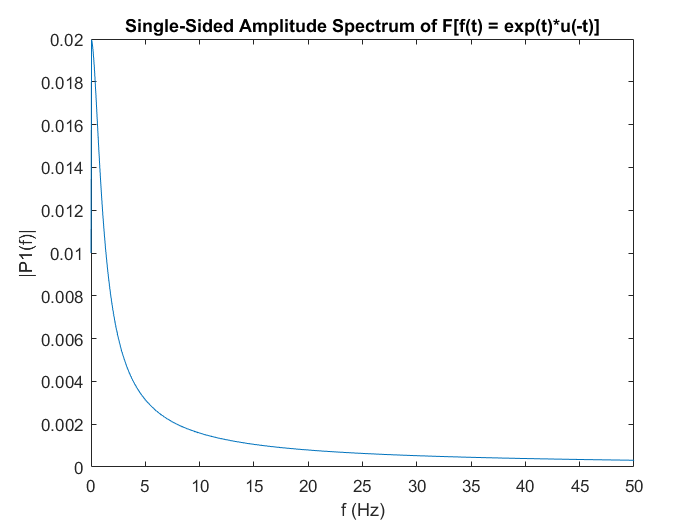 Single-Sided Amplitude Spectrum of F[f(t) = exp(t)*u(-t)]
0.02
0.018
0.016
0.014
0.012
0.01
0.008
0.006
0.004
0.002
0
|P1(f)|
0 5 10 15 20 25 30 35 40 45 50
f (Hz)